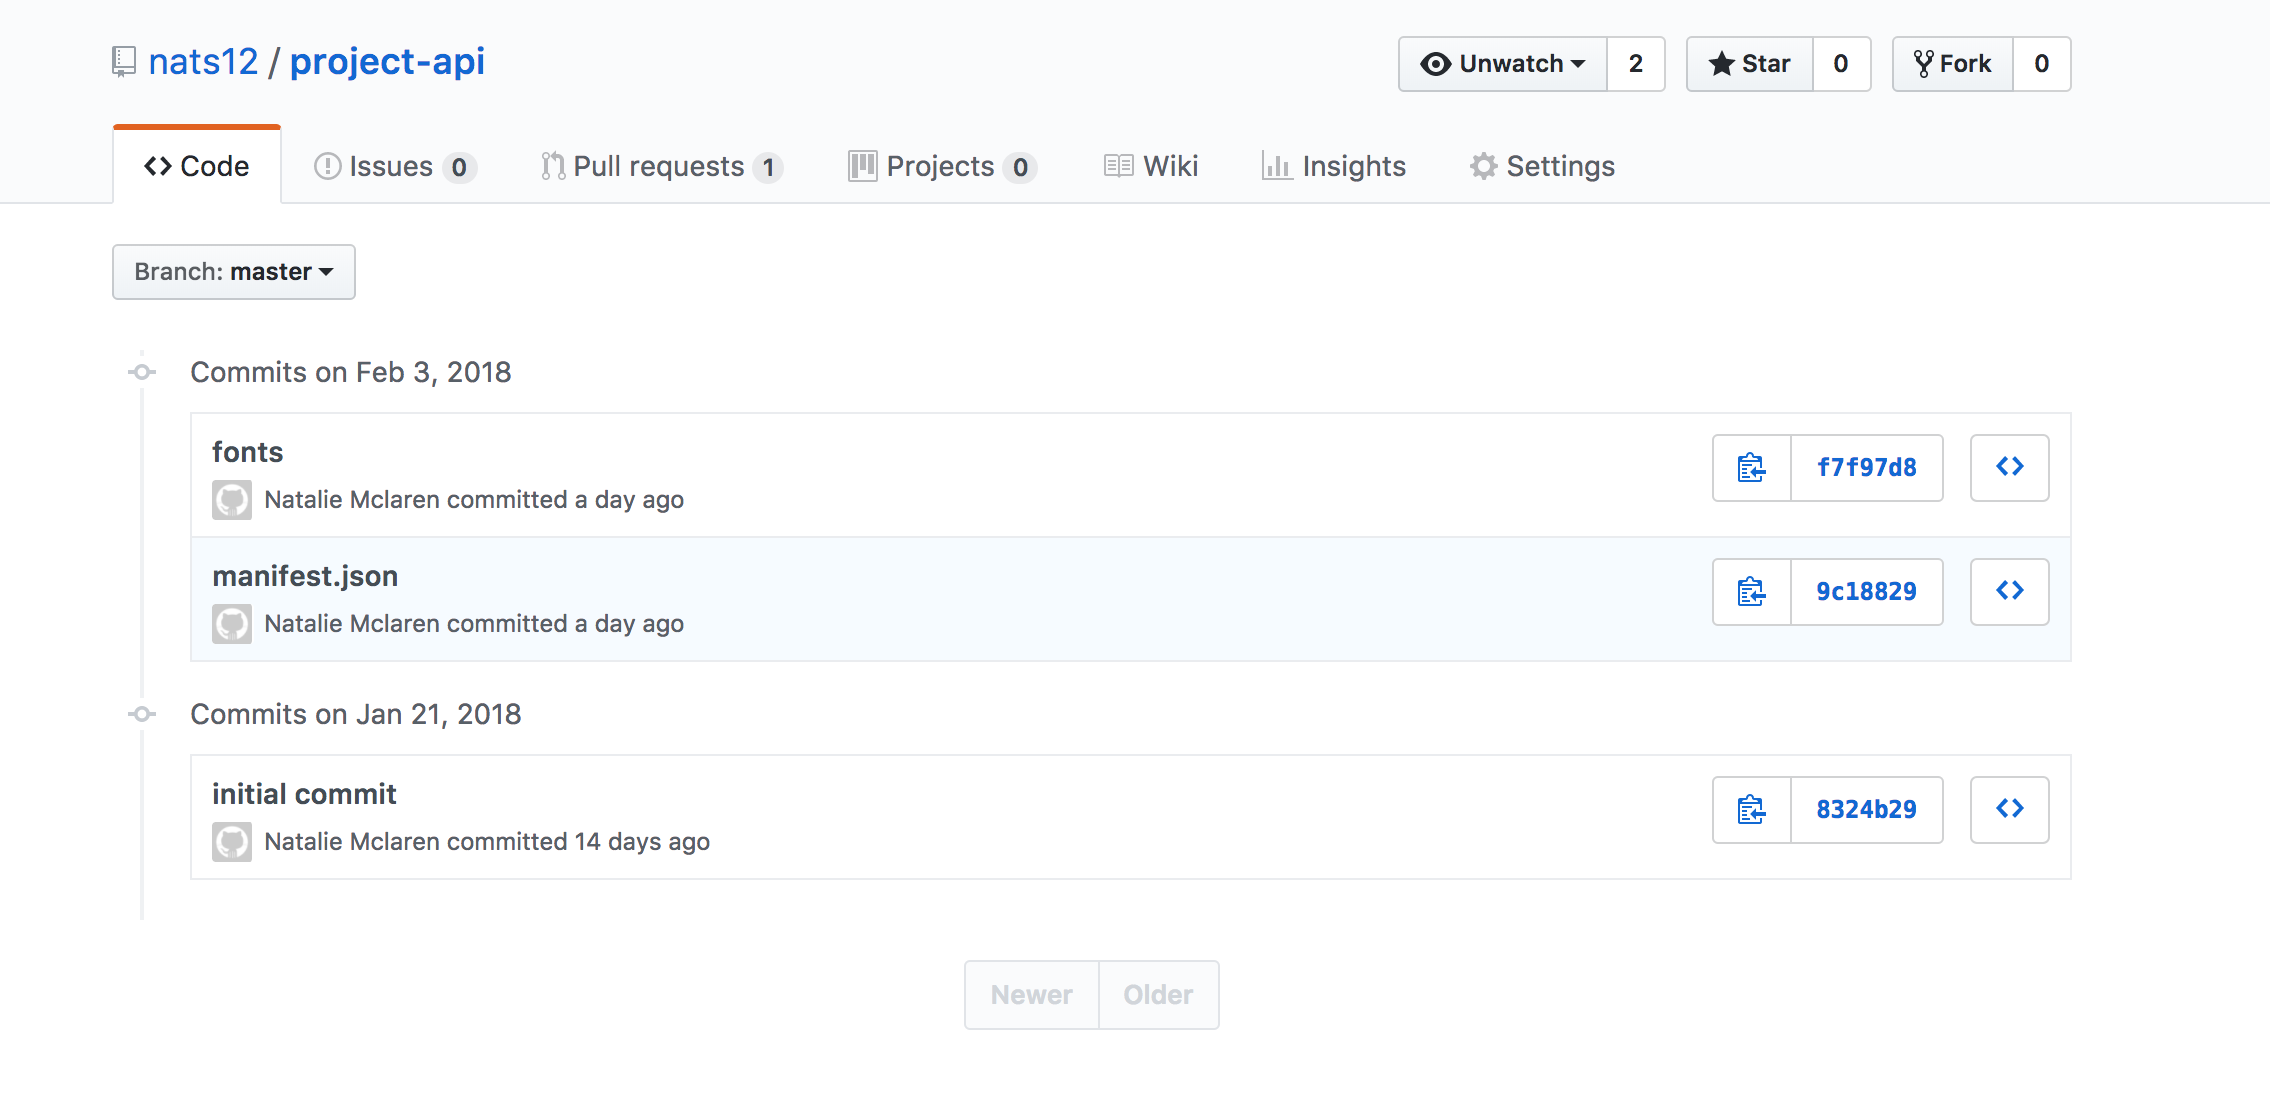 nats12 / project-api
Unwatch 2
Star 0
Fork 0
Code
Issues 0
Pull requests 1
Projects 0
Wiki
Insights
Settings
Branch: master
Commits on Feb 3, 2018
fonts
Natalie Mclaren committed a day ago
f7f97d8
manifest.json
Natalie Mclaren committed a day ago
9c18829
Commits on Jan 21, 2018
initial commit
Natalie Mclaren committed 14 days ago
8324b29
Newer
Older